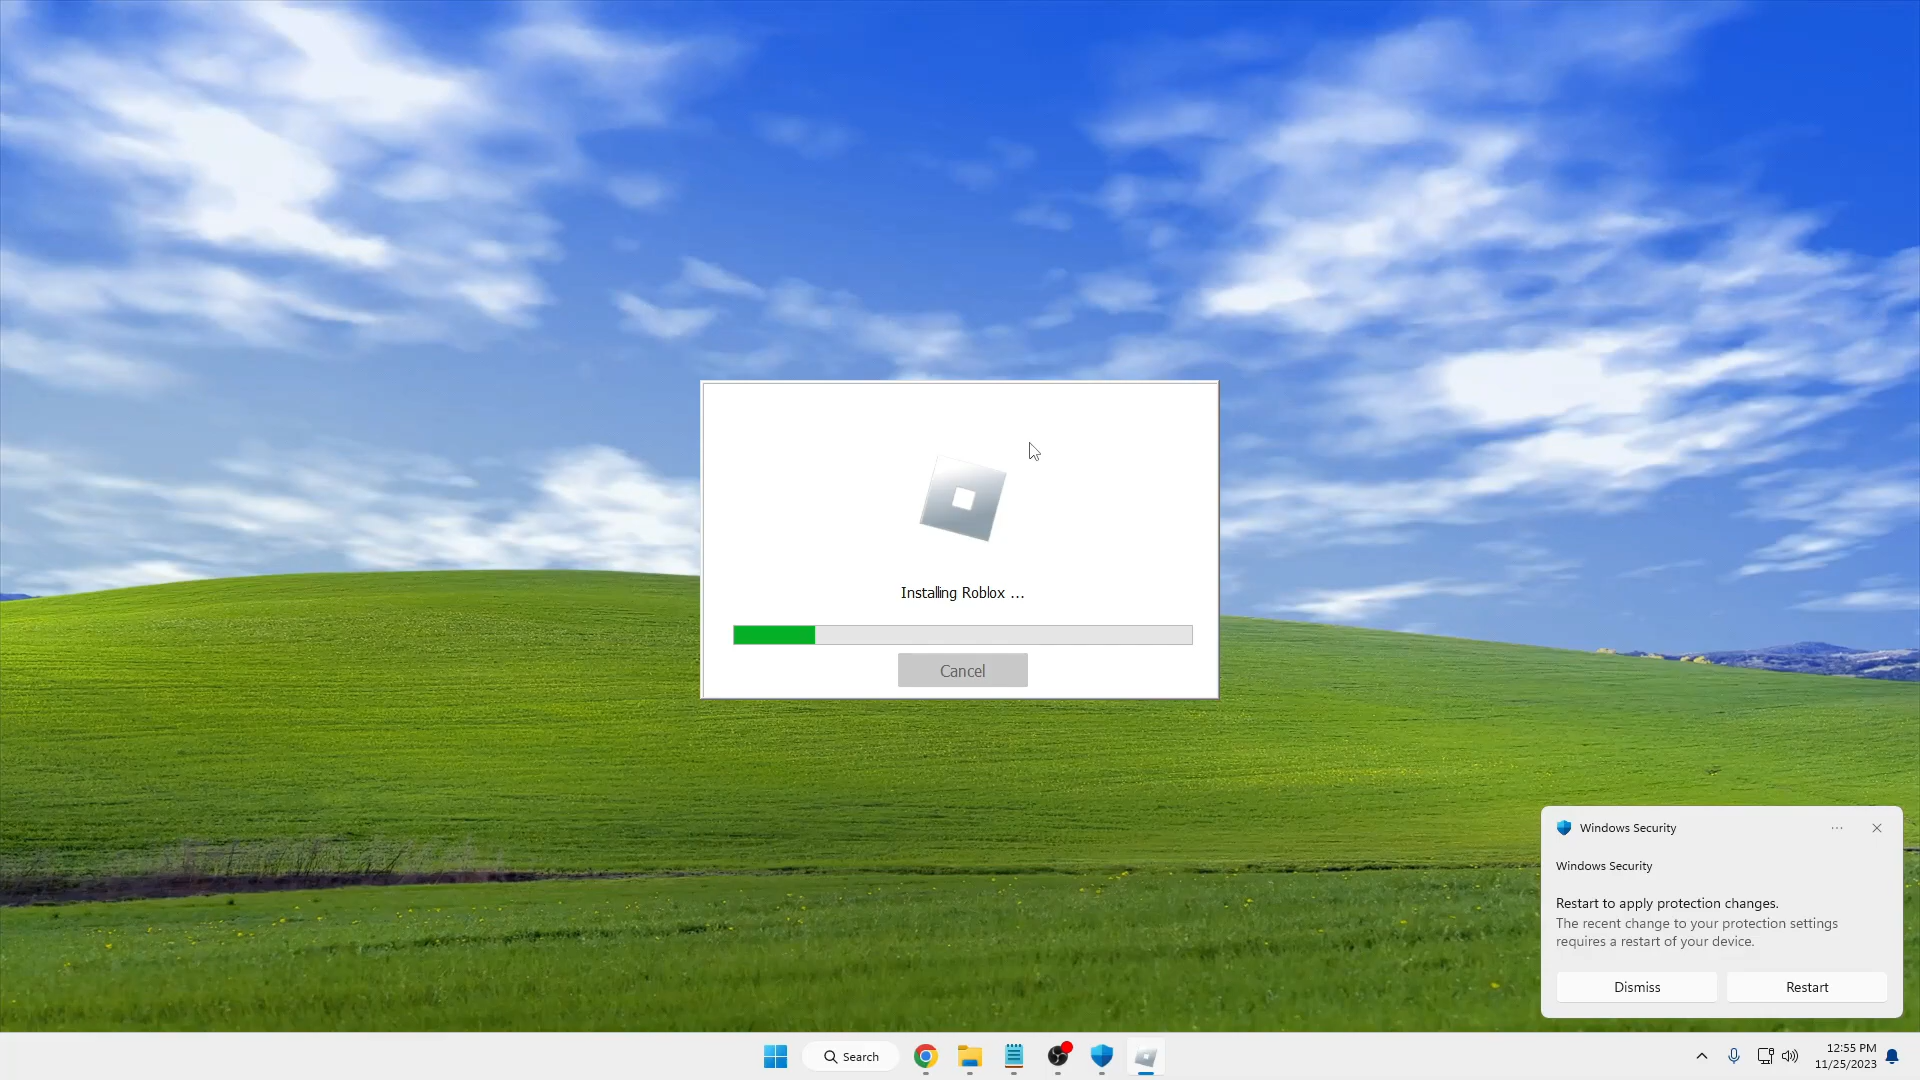 Installing Roblox ...
Cancel
Windows Security
Windows Security
Restart to apply protection changes.
The recent change to your protection settings
requires a restart of your device.
Dismiss
Restart
Search
12:55 PM
11/25/2023